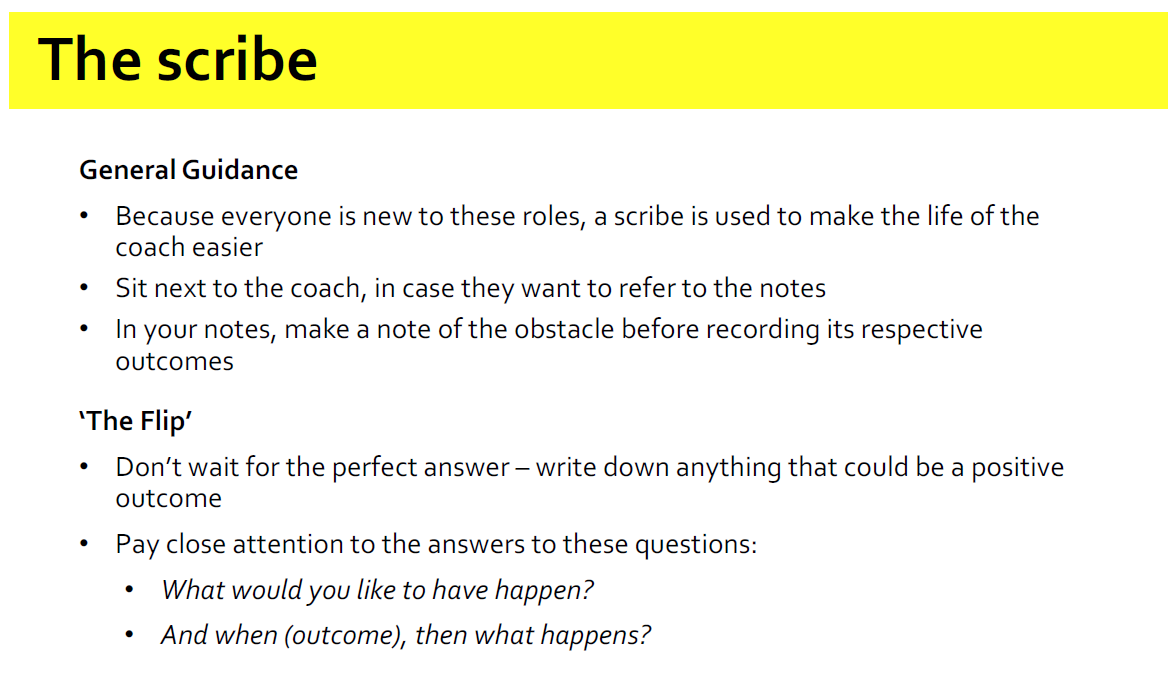 The scribe
General Guidance
• Because everyone is new to these roles, a scribe is used to make the life of the
coach easier
• Sit next to the coach, in case they want to refer to the notes
• In your notes, make a note of the obstacle before recording its respective
outcomes
‘The Flip’
• Don’t wait for the perfect answer – write down anything that could be a positive
outcome
• Pay close attention to the answers to these questions:
• What would you like to have happen?
• And when (outcome), then what happens?